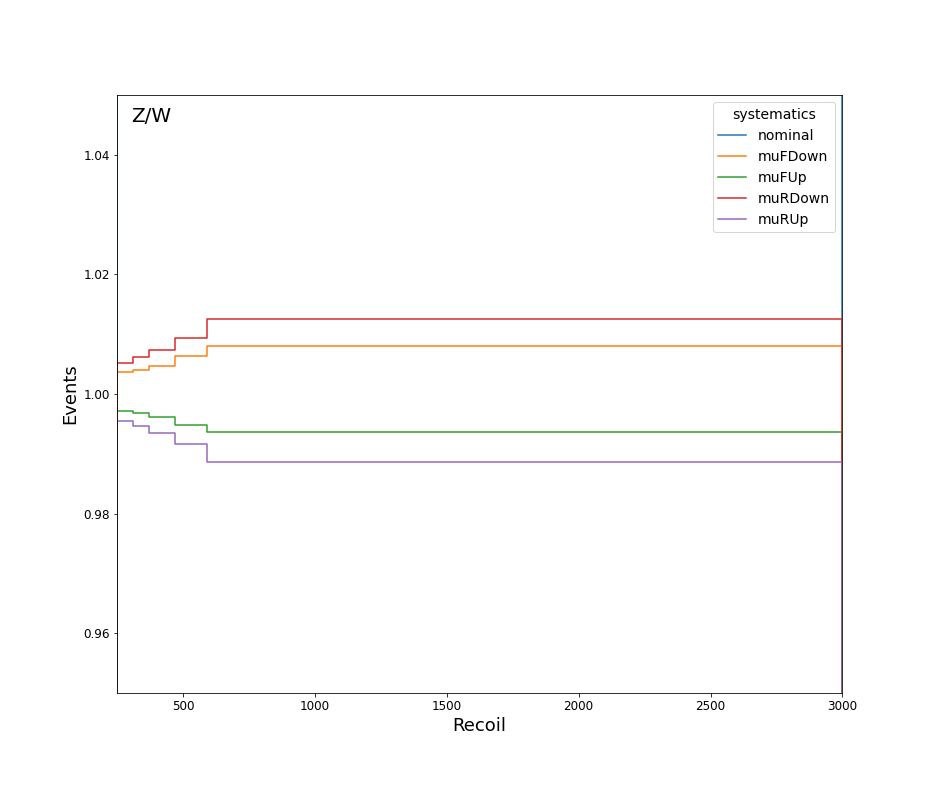 Z/W
systematics
nominal
muFDown
muFUp
muRDown
muRUp
1.04
1.02
1.00
0.98
0.96
Events
500 1000 1500 2000 2500 3000
Recoil